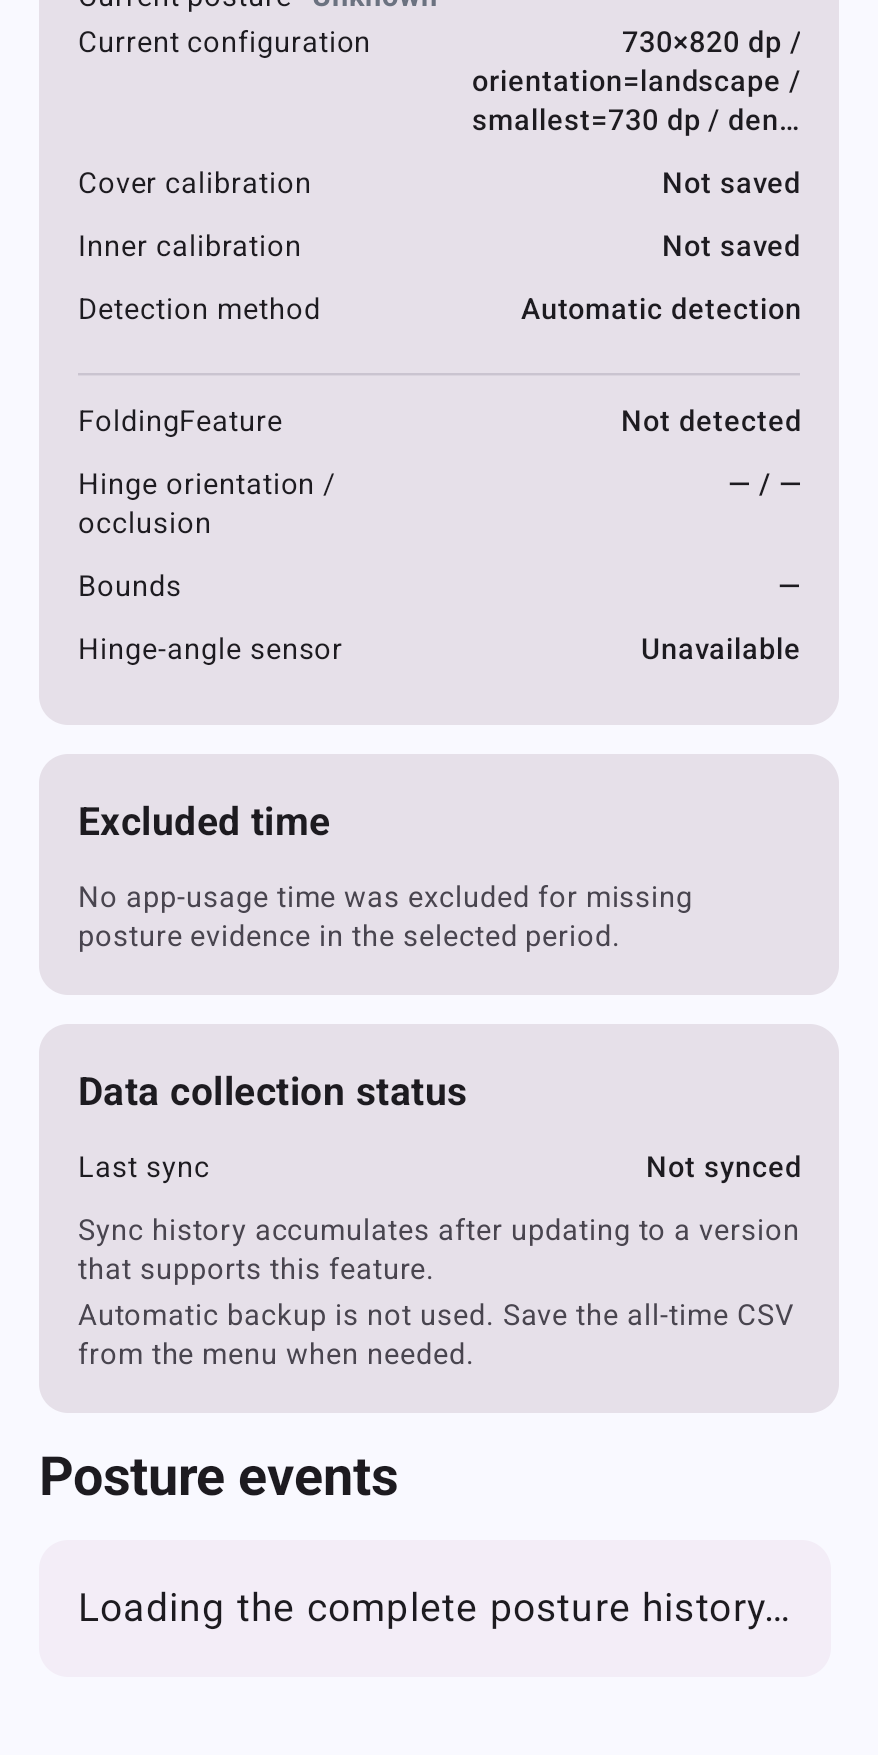 Current posture Unknown
Current configuration
730×820 dp /
orientation=landscape /
smallest=730 dp / den…
Cover calibration
Not saved
Inner calibration
Not saved
Detection method
Automatic detection
FoldingFeature
Not detected
Hinge orientation /
occlusion
— / —
Bounds
—
Hinge-angle sensor
Unavailable
Excluded time
No app-usage time was excluded for missing
posture evidence in the selected period.
Data collection status
Last sync
Not synced
Sync history accumulates after updating to a version
that supports this feature.
Automatic backup is not used. Save the all-time CSV
from the menu when needed.
Posture events
Loading the complete posture history…